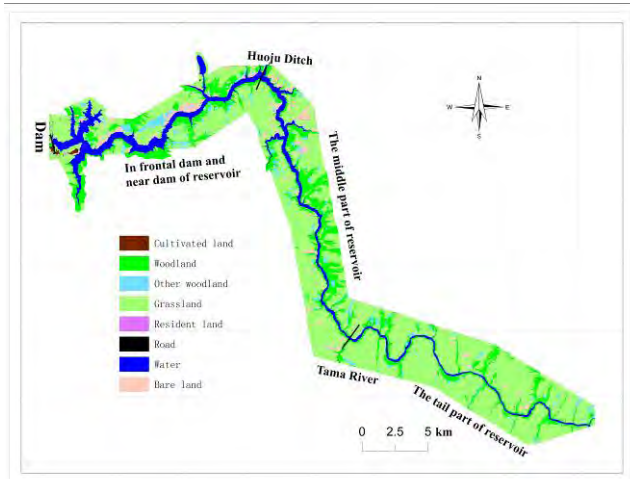 Huoju Ditch
N
W
E
S
Dam
In frontal dam and
near dam of reservoir
The middle part of reservoir
Cultivated land
Woodland
Other woodland
Grassland
Resident land
Road
Water
Bare land
Tama River
The tail part of reservoir
0 2.5 5 km